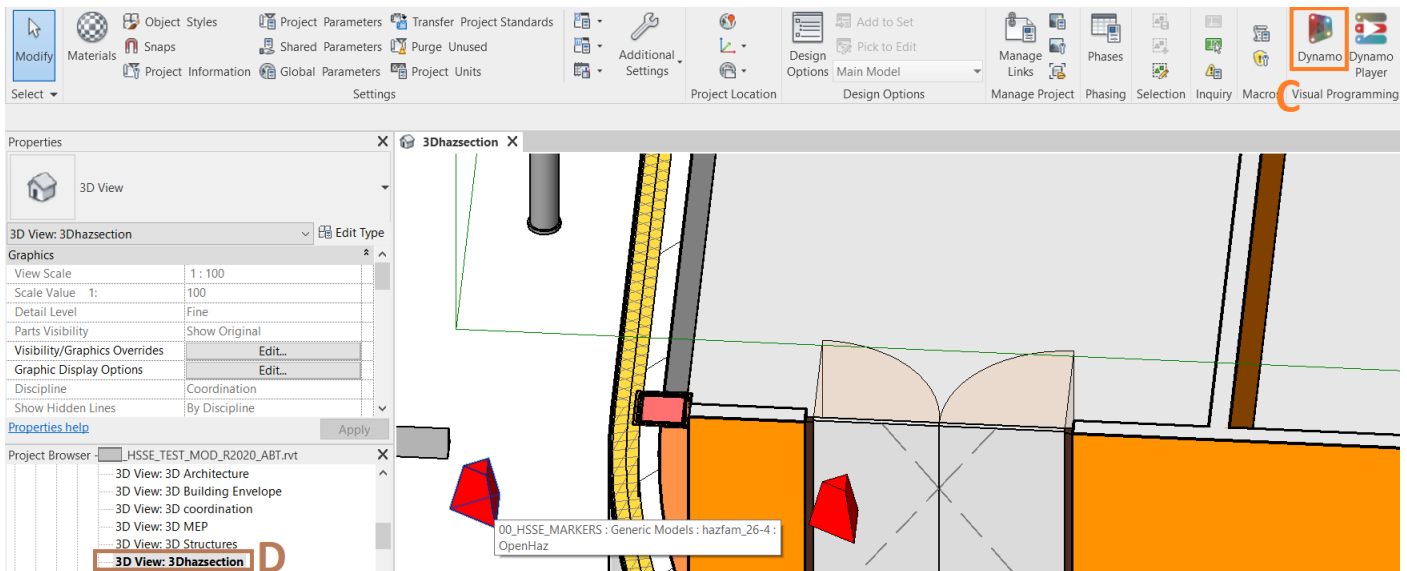 Modify
Materials
Object Styles
Snaps
Project Information
Project Parameters
Shared Parameters
Global Parameters
Transfer Project Standards
Purge Unused
Project Units
Additional
Settings
Design
Options
Add to Set
Pick to Edit
Main Model
Manage
Links
Phases
Dynamo
Dynamo
Player
Select
Settings
Project Location
Design Options
Manage Project
Phasing
Selection
Inquiry
Macros
C
Visual Programming
Properties X
3Dhazsection X
3D View
3D View: 3Dhazsection
Edit Type
Graphics
View Scale 1 : 100
Scale Value 1: 100
Detail Level Fine
Parts Visibility Show Original
Visibility/Graphics Overrides Edit...
Graphic Display Options Edit...
Discipline Coordination
Show Hidden Lines By Discipline
Properties help
Apply
Project Browser - _HSSE_TEST_MOD_R2020_ABT.rvt X
3D View: 3D Architecture
3D View: 3D Building Envelope
3D View: 3D coordination
3D View: 3D MEP
3D View: 3D Structures
3D View: 3Dhazsection
D
00_HSSE_MARKERS : Generic Models : hazfam_26-4 :
OpenHaz